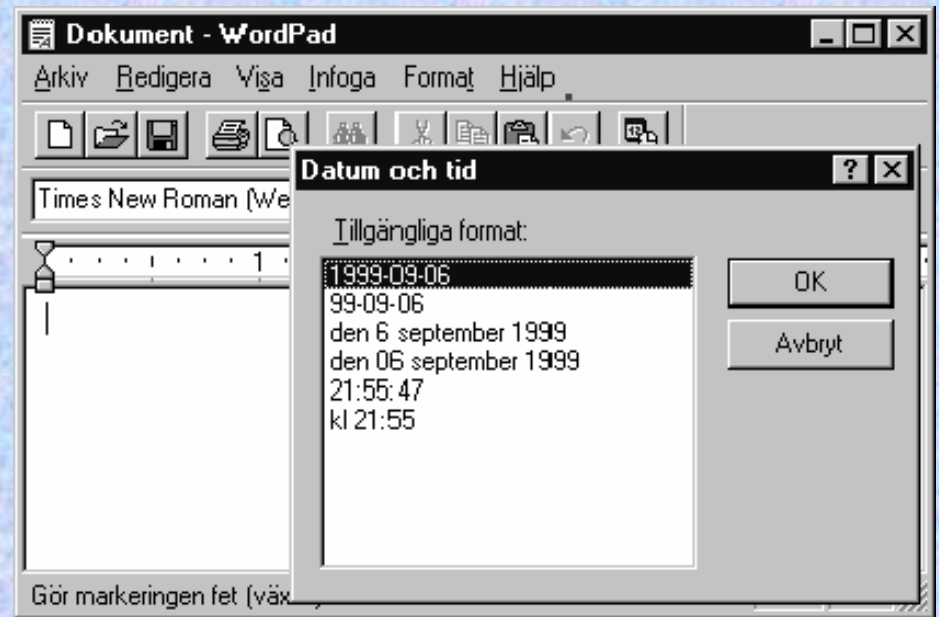 Dokument - WordPad
Arkiv Redigera Visa Infoga Format Hjälp
Datum och tid
Times New Roman (We
Tillgängliga format:
1
1999-09-06
OK
99-09-06
den 6 september 1999
Avbryt
den 06 september 1999
21:55:47
kl 21:55
Gör markeringen fet (väx